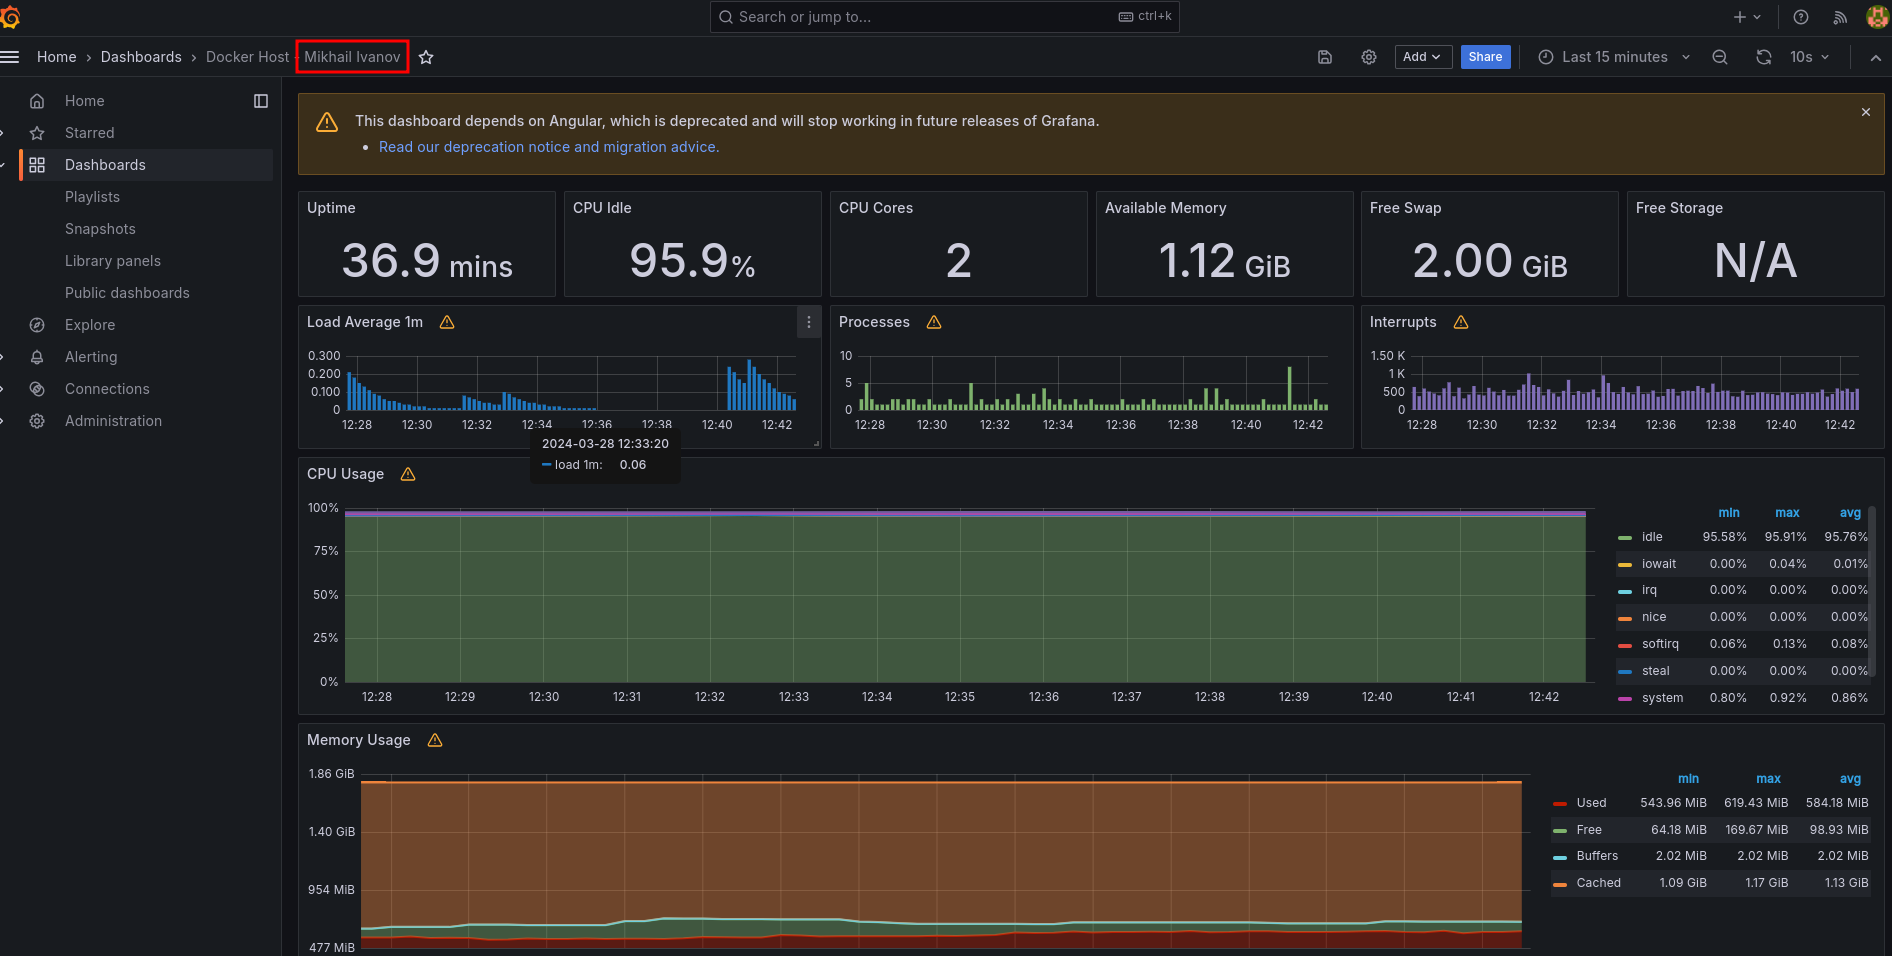 Search or jump to...
ctrl+k
Home › Dashboards › Docker Host - Mikhail Ivanov
Add
Share
Last 15 minutes
10s
Home
Starred
Dashboards
Playlists
Snapshots
Library panels
Public dashboards
Explore
Alerting
Connections
Administration
This dashboard depends on Angular, which is deprecated and will stop working in future releases of Grafana.
• Read our deprecation notice and migration advice.
Uptime
36.9 mins
CPU Idle
95.9%
CPU Cores
2
Available Memory
1.12 GiB
Free Swap
2.00 GiB
Free Storage
N/A
Load Average 1m
0.300
0.200
0.100
0
12:28 12:30 12:32 12:34 12:36 12:38 12:40 12:42
2024-03-28 12:33:20
load 1m: 0.06
Processes
10
5
0
12:28 12:30 12:32 12:34 12:36 12:38 12:40 12:42
Interrupts
1.50 K
1 K
500
0
12:28 12:30 12:32 12:34 12:36 12:38 12:40 12:42
CPU Usage
100%
75%
50%
25%
0%
12:28 12:29 12:30 12:31 12:32 12:33 12:34 12:35 12:36 12:37 12:38 12:39 12:40 12:41 12:42
min max avg
idle 95.58% 95.91% 95.76%
iowait 0.00% 0.04% 0.01%
irq 0.00% 0.00% 0.00%
nice 0.00% 0.00% 0.00%
softirq 0.06% 0.13% 0.08%
steal 0.00% 0.00% 0.00%
system 0.80% 0.92% 0.86%
Memory Usage
1.86 GiB
1.40 GiB
954 MiB
477 MiB
min max avg
Used 543.96 MiB 619.43 MiB 584.18 MiB
Free 64.18 MiB 169.67 MiB 98.93 MiB
Buffers 2.02 MiB 2.02 MiB 2.02 MiB
Cached 1.09 GiB 1.17 GiB 1.13 GiB